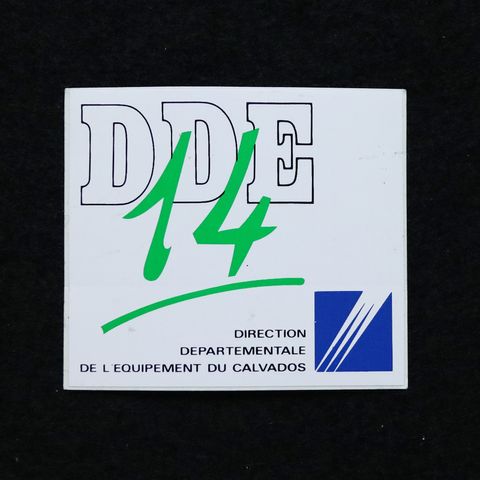 DDE
14
DIRECTION
DEPARTEMENTALE
DE L'EQUIPEMENT DU CALVADOS